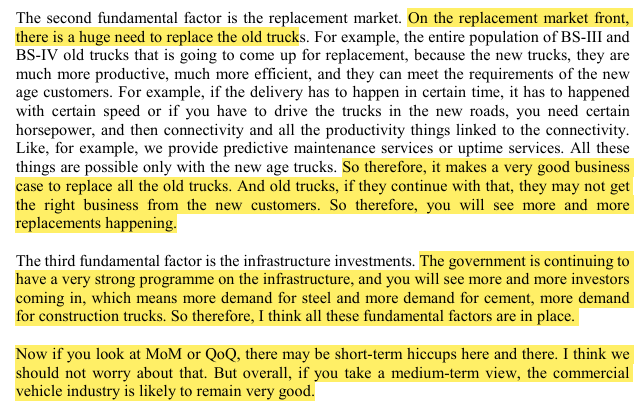 The second fundamental factor is the replacement market. On the replacement market front,
there is a huge need to replace the old trucks. For example, the entire population of BS-III and
BS-IV old trucks that is going to come up for replacement, because the new trucks, they are
much more productive, much more efficient, and they can meet the requirements of the new
age customers. For example, if the delivery has to happen in certain time, it has to happened
with certain speed or if you have to drive the trucks in the new roads, you need certain
horsepower, and then connectivity and all the productivity things linked to the connectivity.
Like, for example, we provide predictive maintenance services or uptime services. All these
things are possible only with the new age trucks. So therefore, it makes a very good business
case to replace all the old trucks. And old trucks, if they continue with that, they may not get
the right business from the new customers. So therefore, you will see more and more
replacements happening.
The third fundamental factor is the infrastructure investments. The government is continuing to
have a very strong programme on the infrastructure, and you will see more and more investors
coming in, which means more demand for steel and more demand for cement, more demand
for construction trucks. So therefore, I think all these fundamental factors are in place.
Now if you look at MoM or QoQ, there may be short-term hiccups here and there. I think we
should not worry about that. But overall, if you take a medium-term view, the commercial
vehicle industry is likely to remain very good.